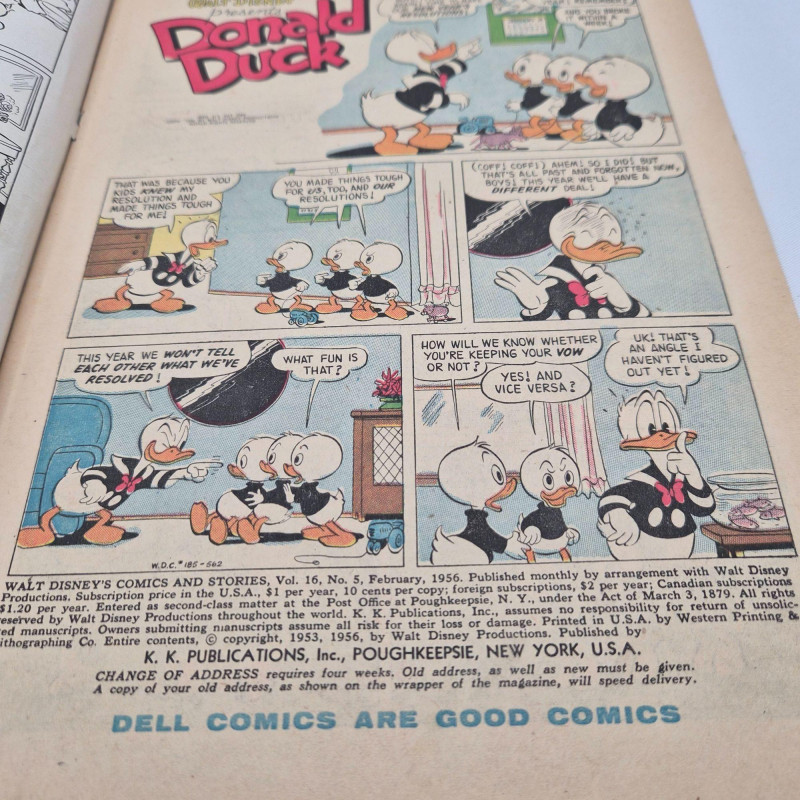 presents
Donald
Duck
RESOLUTIONS!
REMEMBER!
WITHIN A
WEEK!
THAT WAS BECAUSE YOU
KIDS KNEW MY
RESOLUTION AND
MADE THINGS TOUGH
FOR ME!
YOU MADE THINGS TOUGH
FOR US, TOO, AND OUR
RESOLUTIONS!
(COFF! COFF!) AHEM! SO I DID! BUT
THAT'S ALL PAST AND FORGOTTEN NOW,
BOYS! THIS YEAR WE'LL HAVE A
DIFFERENT DEAL!
THIS YEAR WE WON'T TELL
EACH OTHER WHAT WE'VE
RESOLVED!
WHAT FUN IS
THAT?
HOW WILL WE KNOW WHETHER
YOU'RE KEEPING YOUR VOW
OR NOT?
YES! AND
VICE VERSA?
UK! THAT'S
AN ANGLE I
HAVEN'T FIGURED
OUT YET!
W.D.C. *185-562
WALT DISNEY'S COMICS AND STORIES, Vol. 16, No. 5, February, 1956. Published monthly by arrangement with Walt Disney
Productions. Subscription price in the U.S.A., $1 per year, 10 cents per copy; foreign subscriptions, $2 per year; Canadian subscriptions
$1.20 per year. Entered as second-class matter at the Post Office at Poughkeepsie, N. Y., under the Act of March 3, 1879. All rights
reserved by Walt Disney Productions throughout the world. K. K. Publications, Inc., assumes no responsibility for return of unsolic-
ted manuscripts. Owners submitting manuscripts assume all risk for their loss or damage. Printed in U.S.A. by Western Printing &
ithographing Co. Entire contents, © copyright, 1953, 1956, by Walt Disney Productions. Published by
K. K. PUBLICATIONS, Inc., POUGHKEEPSIE, NEW YORK, U.S.A.
CHANGE OF ADDRESS requires four weeks. Old address, as well as new must be given.
A copy of your old address, as shown on the wrapper of the magazine, will speed delivery.
DELL COMICS ARE GOOD COMICS